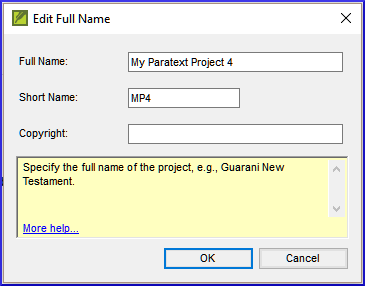 Edit Full Name
Full Name: My Paratext Project 4
Short Name: MP4
Copyright:
Specify the full name of the project, e.g., Guarani New
Testament.
More help...
OK Cancel